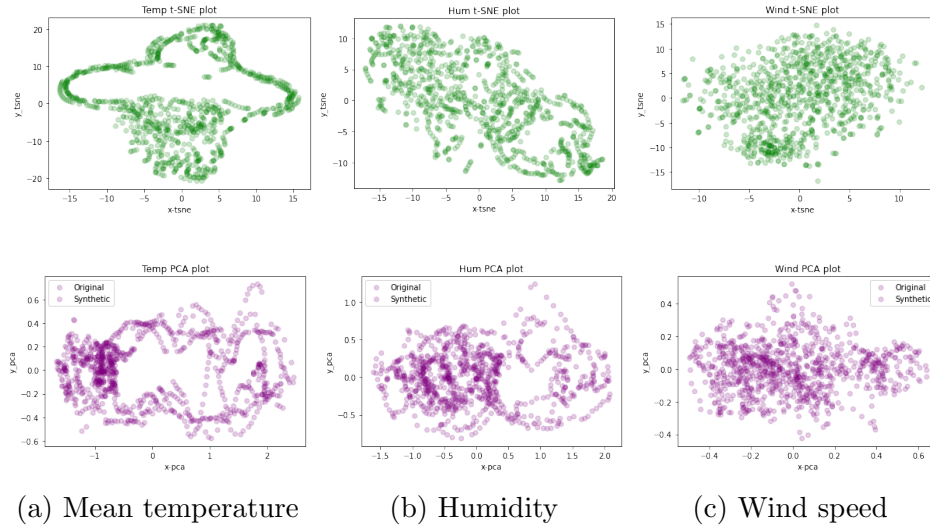 Temp t-SNE plot
20
10
0
−10
−20
y_tsne
−15 −10 −5 0 5 10 15
x-tsne
Hum t-SNE plot
10
5
0
−5
−10
y_tsne
−15 −10 −5 0 5 10 15 20
x-tsne
Wind t-SNE plot
15
10
5
0
−5
−10
−15
y_tsne
−10 −5 0 5 10
x-tsne
Temp PCA plot
Original
Synthetic
0.6
0.4
0.2
0.0
−0.2
−0.4
−0.6
y_pca
−1 0 1 2
x-pca
Hum PCA plot
Original
Synthetic
1.0
0.5
0.0
−0.5
y_pca
−1.5 −1.0 −0.5 0.0 0.5 1.0 1.5 2.0
x-pca
Wind PCA plot
Original
Synthetic
0.4
0.2
0.0
−0.2
−0.4
y_pca
−0.4 −0.2 0.0 0.2 0.4 0.6
x-pca
(a) Mean temperature
(b) Humidity
(c) Wind speed